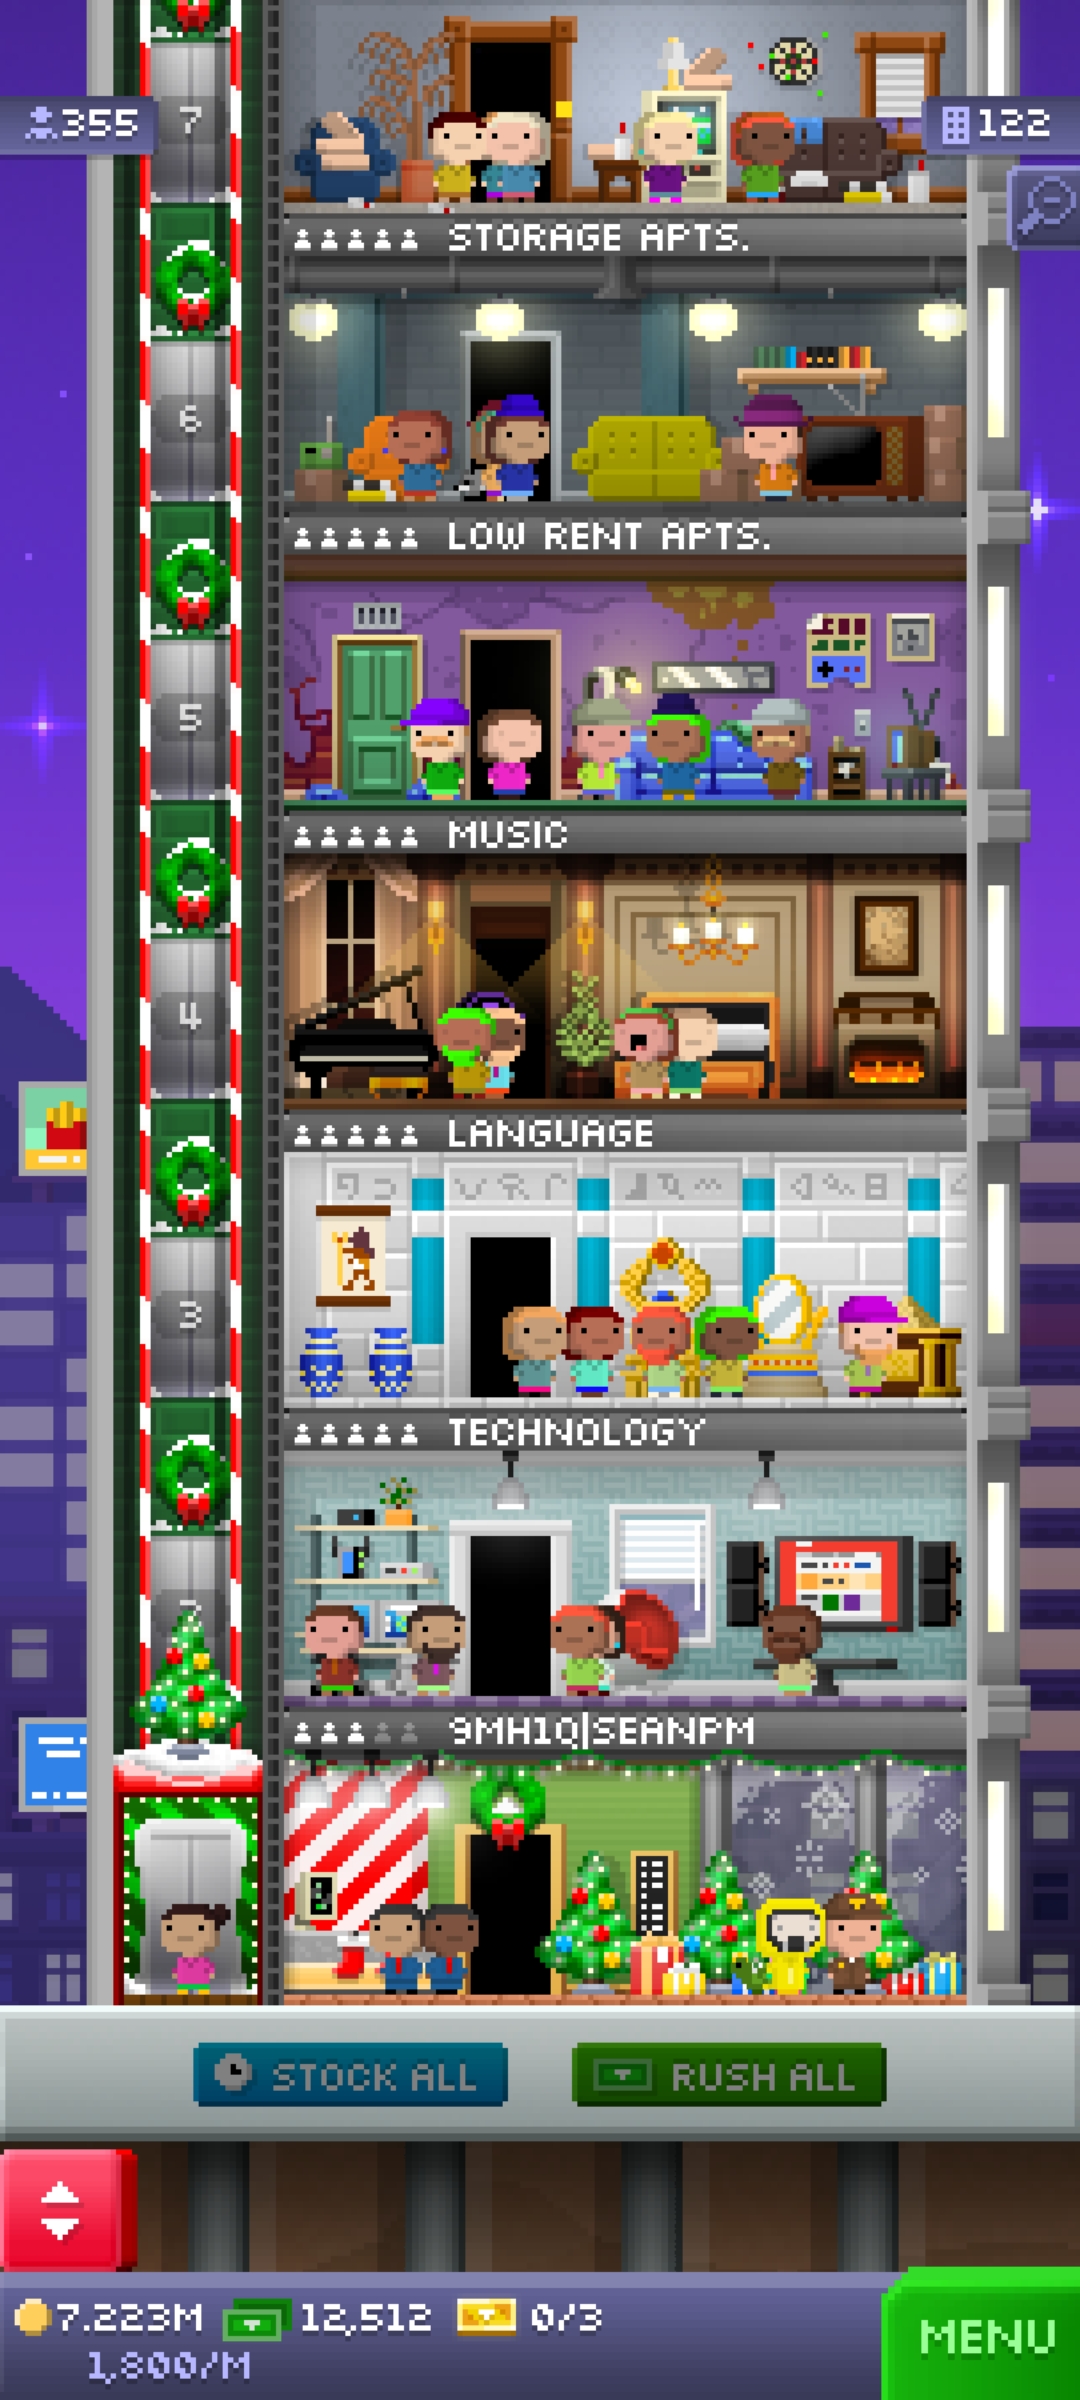 7
355
122
STORAGE APTS.
6
LOW RENT APTS.
5
MUSIC
4
LANGUAGE
3
TECHNOLOGY
9MH1Q|SEANPM
STOCK ALL
RUSH ALL
7.223M
12,512
0/3
1,800/M
MENU